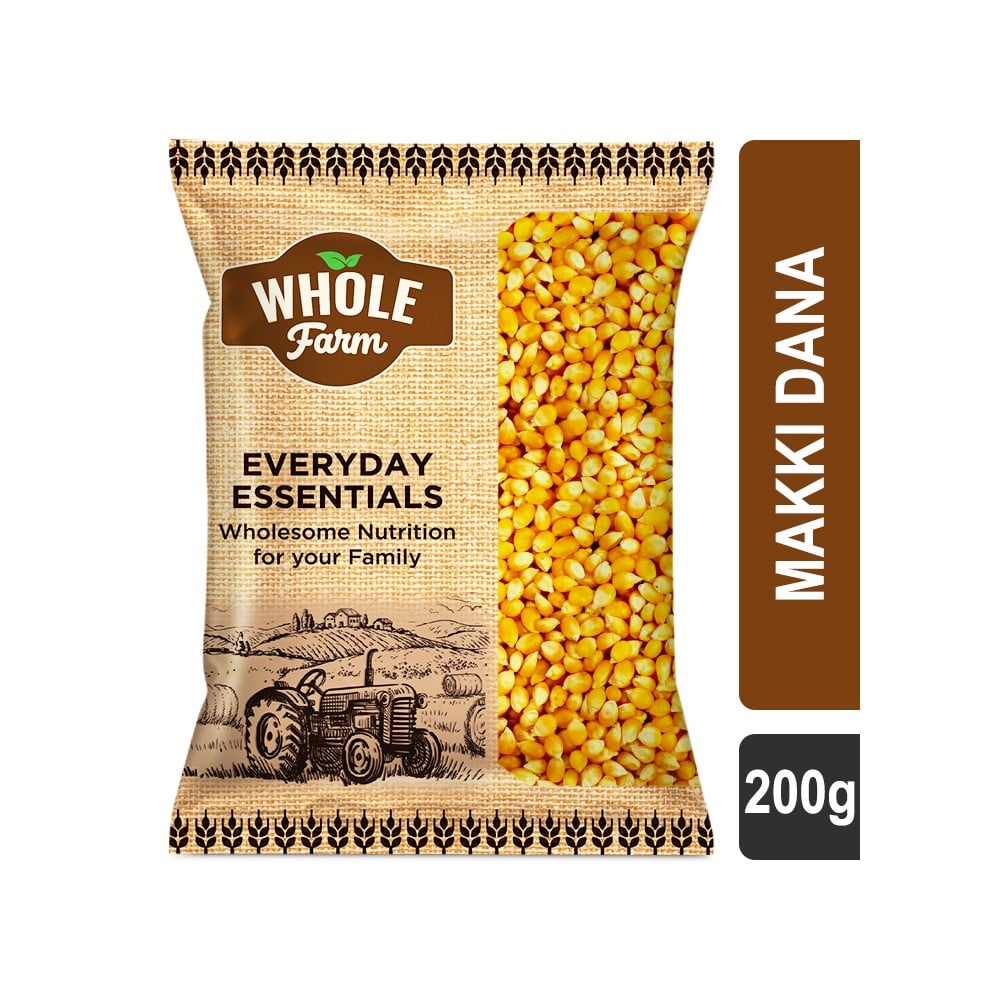 WHOLE
Farm
EVERYDAY
ESSENTIALS
Wholesome Nutrition
for your Family
MAKKI DANA
200g